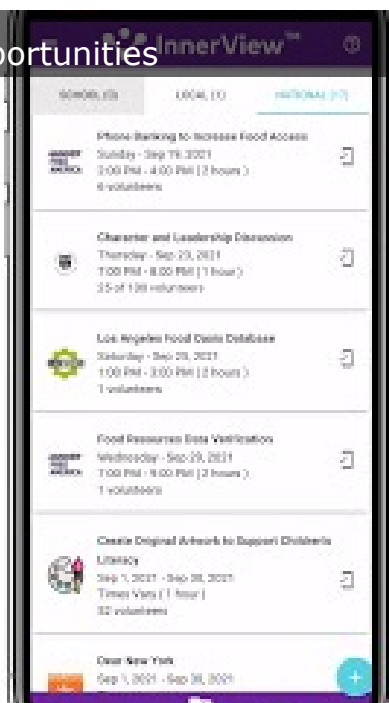 portunities
InnerView™
SCHOOL (0) LOCAL (1) NATIONAL (17)
Phone Banking to Increase Food Access
Sunday - Sep 19, 2021
2:00 PM - 4:00 PM (2 hours)
6 volunteers
Character and Leadership Discussion
Thursday - Sep 23, 2021
7:00 PM - 8:00 PM (1 hour)
25 of 100 volunteers
Los Angeles Food Oasis Database
Saturday - Sep 25, 2021
1:00 PM - 3:00 PM (2 hours)
1 volunteers
Food Resources Data Verification
Wednesday - Sep 29, 2021
7:00 PM - 9:00 PM (2 hours)
1 volunteers
Create Original Artwork to Support Children's
Literacy
Sep 1, 2021 - Sep 30, 2021
Times Vary (1 hour)
52 volunteers
Dear New York
Sep 1, 2021 - Sep 30, 2021